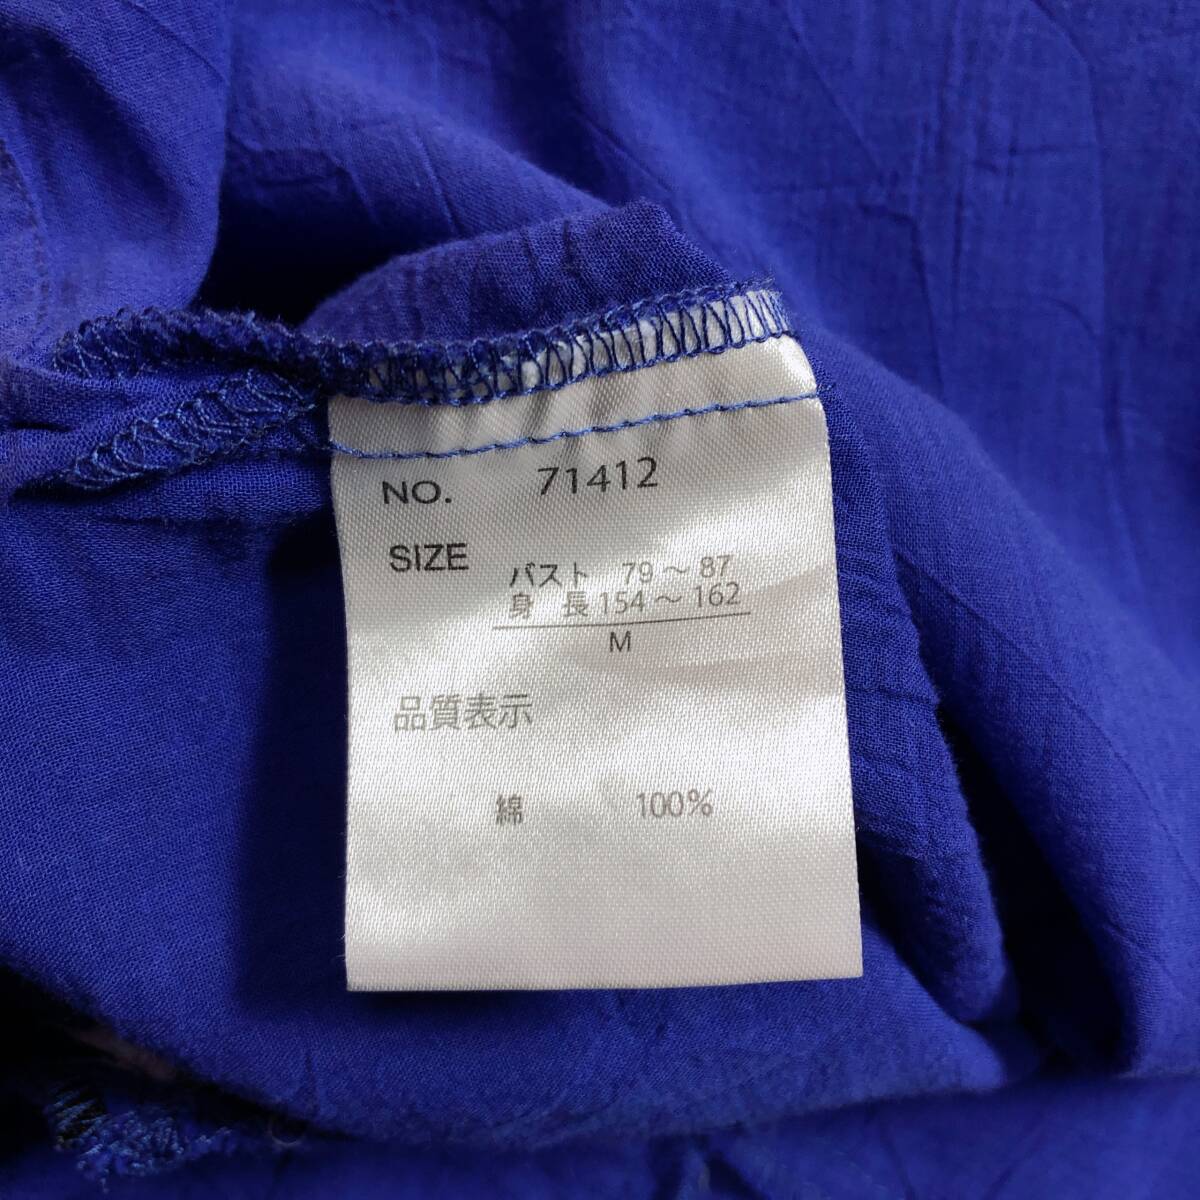 NO. 71412
SIZE
バスト 79～87
身 長 154～162
M
品質表示
綿 100%